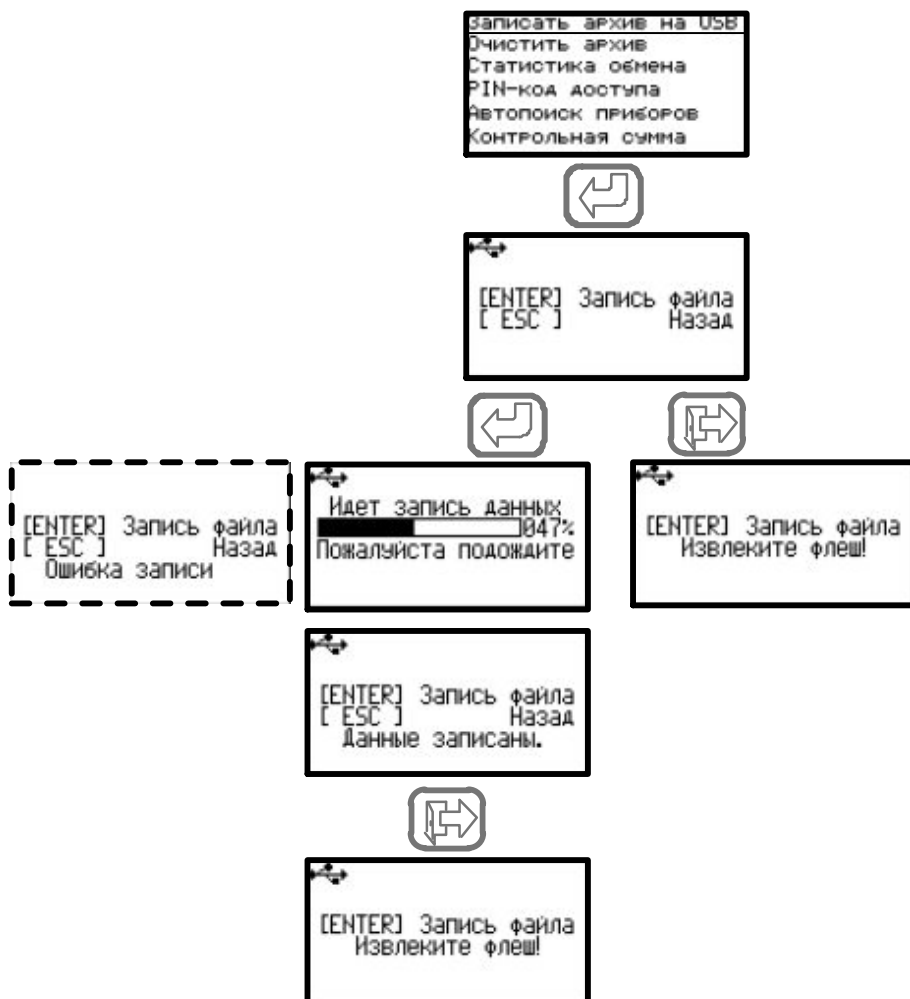 Записать архив на USB
Очистить архив
Статистика обмена
PIN-код доступа
Автопоиск приборов
Контрольная сумма
[ENTER] Запись файла
[ ESC ] Назад
[ENTER] Запись файла
[ ESC ] Назад
Ошибка записи
Идет запись данных
047%
Пожалуйста подождите
[ENTER] Запись файла
Извлеките флеш!
[ENTER] Запись файла
[ ESC ] Назад
Данные записаны.
[ENTER] Запись файла
Извлеките флеш!